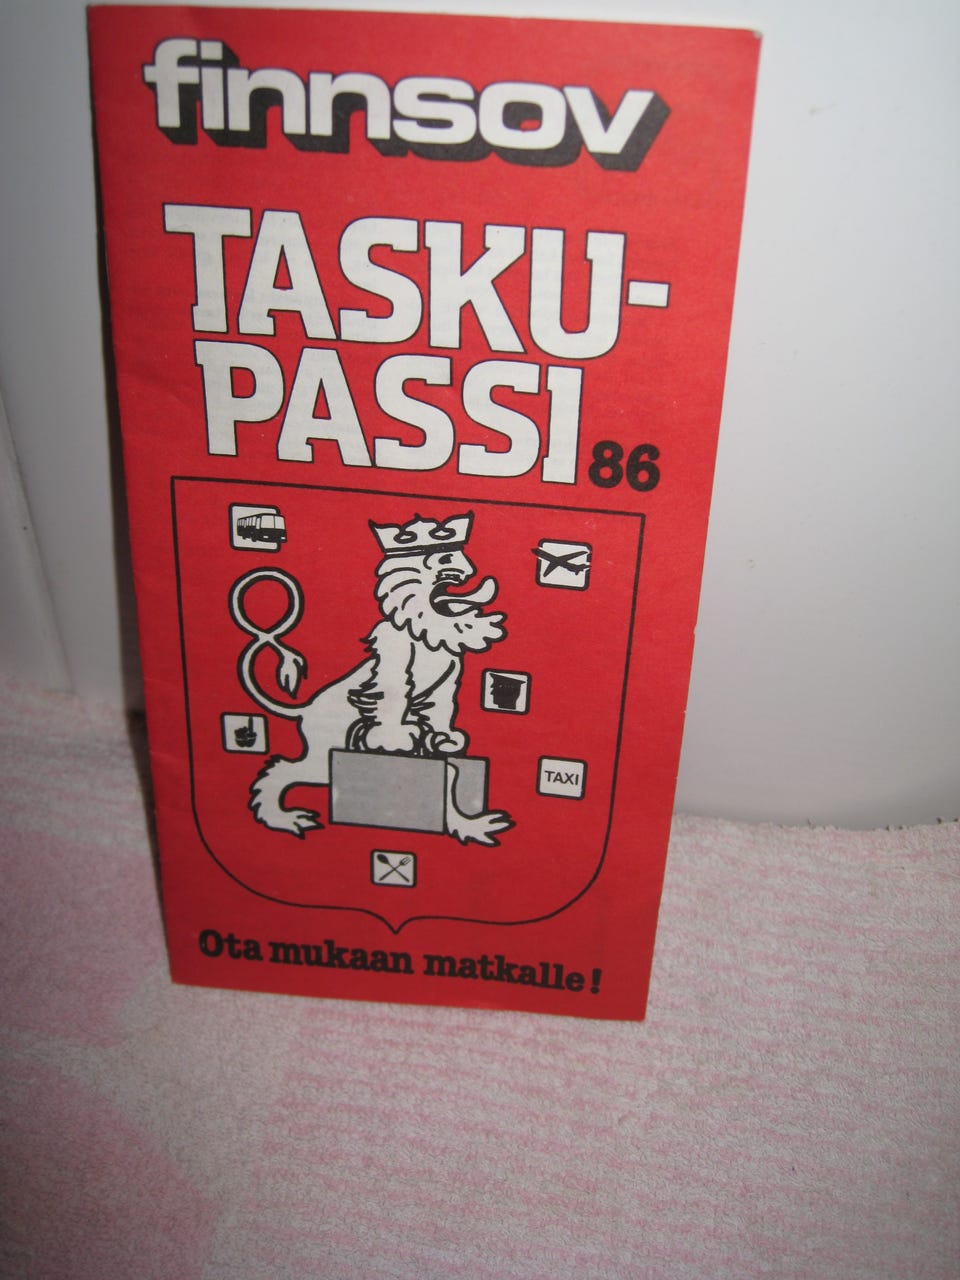 finnsov
TASKU-
PASSI 86
TAXI
Ota mukaan matkalle!